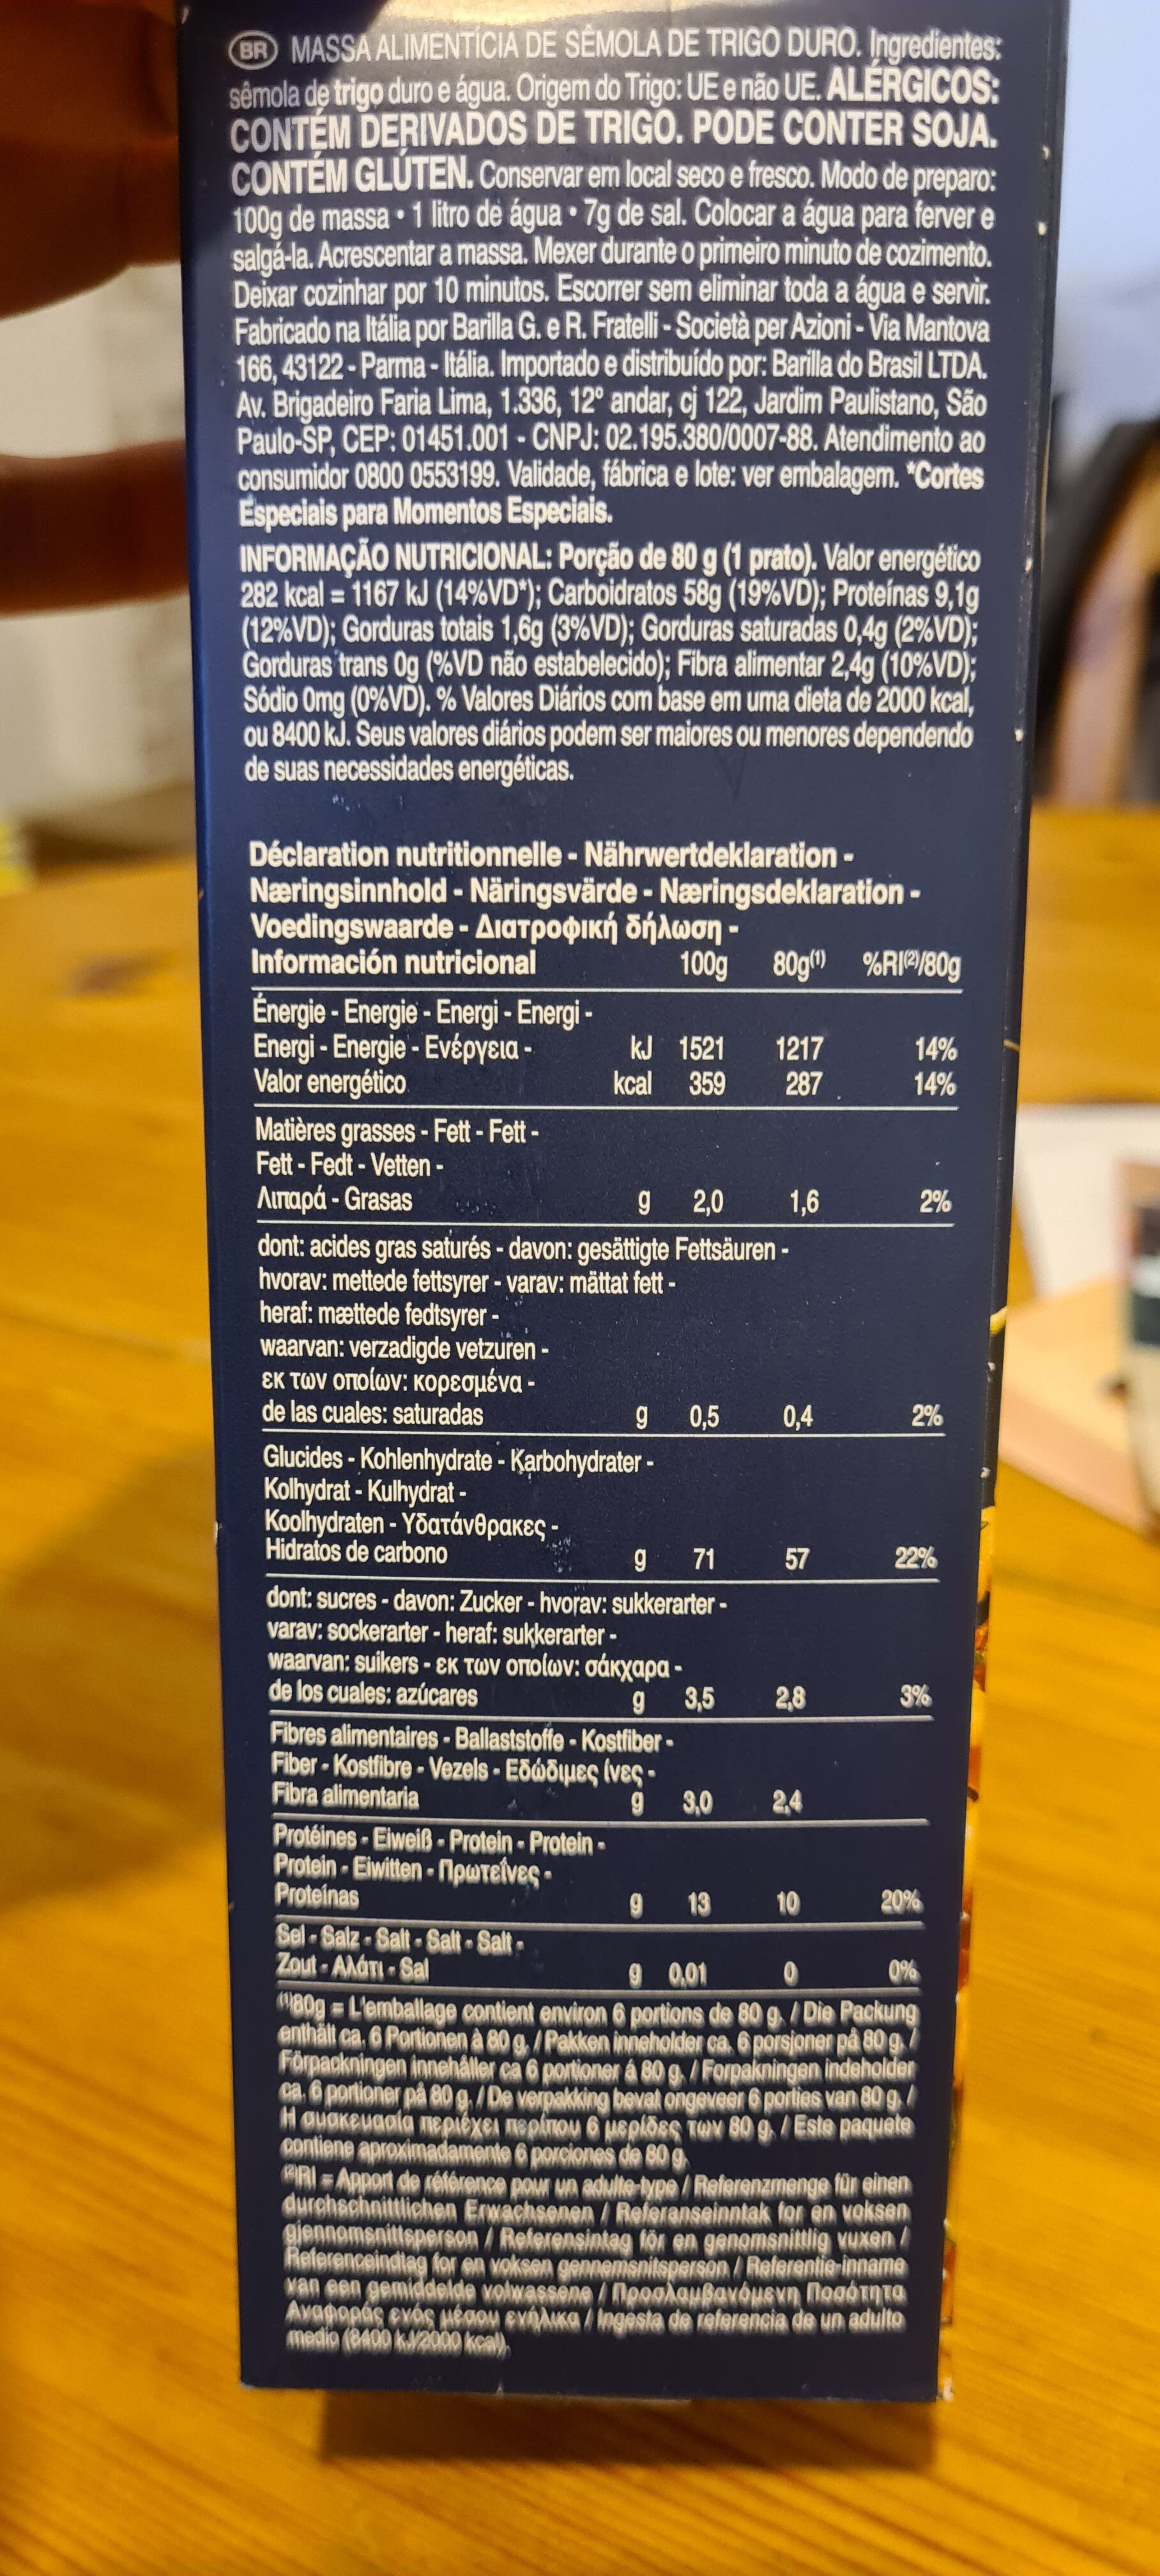 BR MASSA ALIMENTÍCIA DE SÊMOLA DE TRIGO DURO. Ingredientes:
sêmola de trigo duro e água. Origem do Trigo: UE e não UE. ALÉRGICOS:
CONTÉM DERIVADOS DE TRIGO. PODE CONTER SOJA.
CONTÉM GLÚTEN. Conservar em local seco e fresco. Modo de preparo:
100g de massa • 1 litro de água • 7g de sal. Colocar a água para ferver e
salgá-la. Acrescentar a massa. Mexer durante o primeiro minuto de cozimento.
Deixar cozinhar por 10 minutos. Escorrer sem eliminar toda a água e servir.
Fabricado na Itália por Barilla G. e R. Fratelli - Società per Azioni - Via Mantova
166, 43122 - Parma - Itália. Importado e distribuído por: Barilla do Brasil LTDA.
Av. Brigadeiro Faria Lima, 1.336, 12º andar, cj 122, Jardim Paulistano, São
Paulo-SP, CEP: 01451.001 - CNPJ: 02.195.380/0007-88. Atendimento ao
consumidor 0800 0553199. Validade, fábrica e lote: ver embalagem. *Cortes
Especiais para Momentos Especiais.
INFORMAÇÃO NUTRICIONAL: Porção de 80 g (1 prato). Valor energético
282 kcal = 1167 kJ (14%VD*); Carboidratos 58g (19%VD); Proteínas 9,1g
(12%VD); Gorduras totais 1,6g (3%VD); Gorduras saturadas 0,4g (2%VD);
Gorduras trans 0g (%VD não estabelecido); Fibra alimentar 2,4g (10%VD);
Sódio 0mg (0%VD). % Valores Diários com base em uma dieta de 2000 kcal,
ou 8400 kJ. Seus valores diários podem ser maiores ou menores dependendo
de suas necessidades energéticas.
Déclaration nutritionnelle - Nährwertdeklaration -
Næringsinnhold - Näringsvärde - Næringsdeklaration -
Voedingswaarde - Διατροφική δήλωση -
Información nutricional 100g 80g(1) %RI(2)/80g
Énergie - Energie - Energi - Energi -
Energi - Energie - Ενέργεια - kJ 1521 1217 14%
Valor energético kcal 359 287 14%
Matières grasses - Fett - Fett -
Fett - Fedt - Vetten -
Λιπαρά - Grasas g 2,0 1,6 2%
dont: acides gras saturés - davon: gesättigte Fettsäuren -
hvorav: mettede fettsyrer - varav: mättat fett -
heraf: mættede fedtsyrer -
waarvan: verzadigde vetzuren -
εκ των οποίων: κορεσμένα -
de las cuales: saturadas g 0,5 0,4 2%
Glucides - Kohlenhydrate - Karbohydrater -
Kolhydrat - Kulhydrat -
Koolhydraten - Υδατάνθρακες -
Hidratos de carbono g 71 57 22%
dont: sucres - davon: Zucker - hvorav: sukkerarter -
varav: sockerarter - heraf: sukkerarter -
waarvan: suikers - εκ των οποίων: σάκχαρα -
de los cuales: azúcares g 3,5 2,8 3%
Fibres alimentaires - Ballaststoffe - Kostfiber -
Fiber - Kostfibre - Vezels - Εδώδιμες ίνες -
Fibra alimentaria g 3,0 2,4
Protéines - Eiweiß - Protein - Protein -
Protein - Eiwitten - Πρωτεΐνες -
Proteínas g 13 10 20%
Sel - Salz - Salt - Salt - Salt -
Zout - Αλάτι - Sal g 0,01 0 0%
(1)80g = L'emballage contient environ 6 portions de 80 g. / Die Packung
enthält ca. 6 Portionen à 80 g. / Pakken inneholder ca. 6 porsjoner på 80 g. /
Förpackningen innehåller ca 6 portioner á 80 g. / Forpakningen indeholder
ca. 6 portioner på 80 g. / De verpakking bevat ongeveer 6 porties van 80 g. /
Η συσκευασία περιέχει περίπου 6 μερίδες των 80 g. / Este paquete
contiene aproximadamente 6 porciones de 80 g.
(2)RI = Apport de référence pour un adulte-type / Referenzmenge für einen
durchschnittlichen Erwachsenen / Referanseinntak for en voksen
gjennomsnittsperson / Referensintag för en genomsnittlig vuxen /
Referenceindtag for en voksen gennemsnitsperson / Referentie-inname
van een gemiddelde volwassene / Προσλαμβανόμενη Ποσότητα
Αναφοράς ενός μέσου ενήλικα / Ingesta de referencia de un adulto
medio (8400 kJ/2000 kcal).